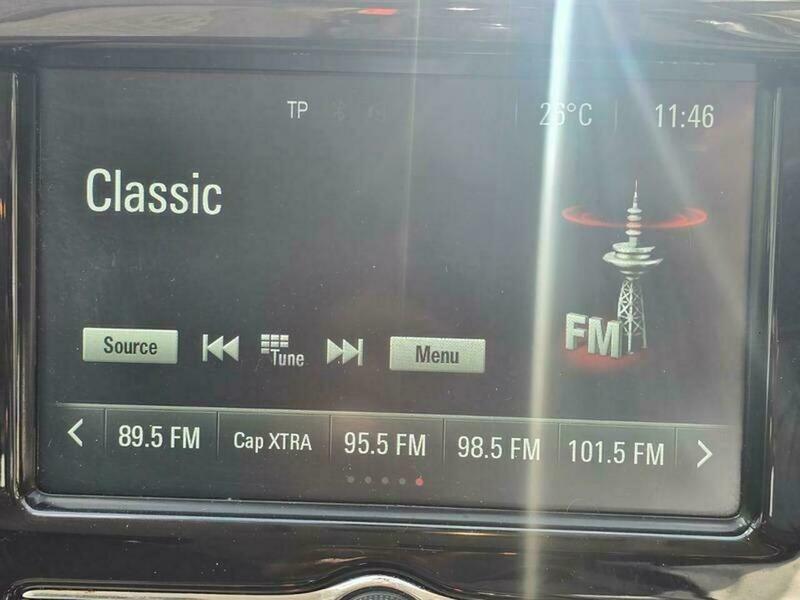 TP 26°C 11:46
Classic
FM
Source Tune Menu
89.5 FM Cap XTRA 95.5 FM 98.5 FM 101.5 FM